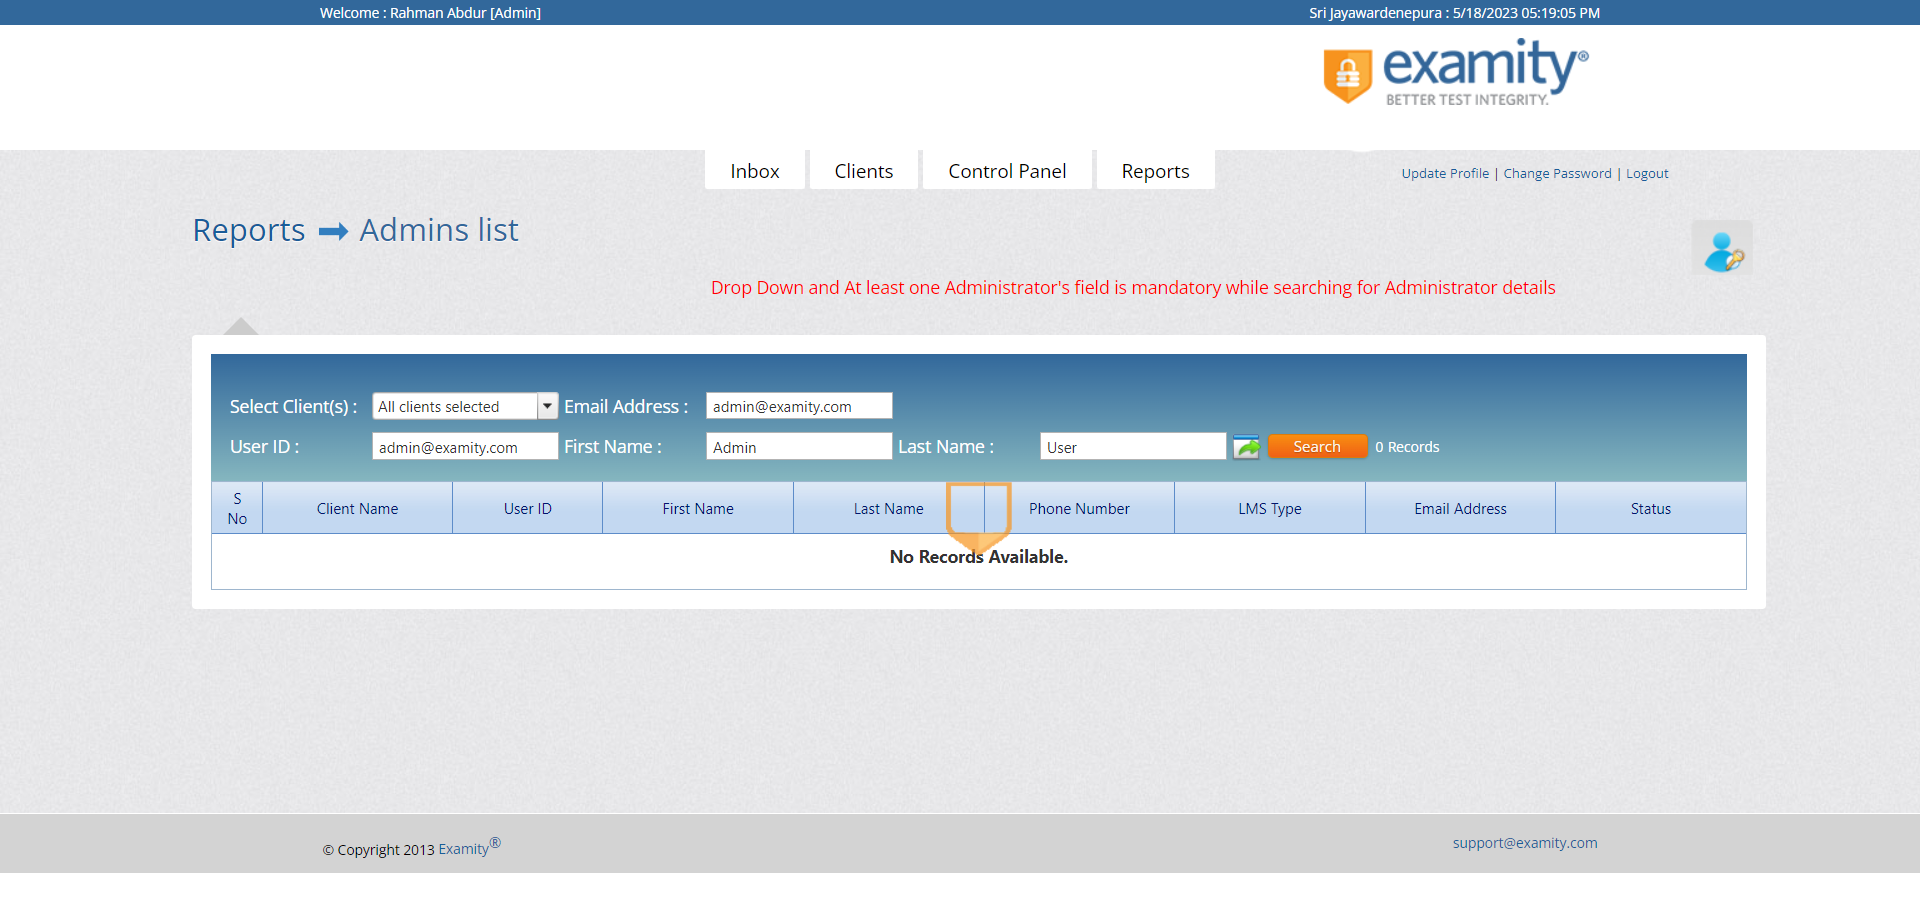 Welcome : Rahman Abdur [Admin]
Sri Jayawardenepura : 5/18/2023 05:19:05 PM
examity®
BETTER TEST INTEGRITY.
Inbox
Clients
Control Panel
Reports
Update Profile | Change Password | Logout
Reports Admins list
Drop Down and At least one Administrator's field is mandatory while searching for Administrator details
Select Client(s) : All clients selected Email Address : admin@examity.com
User ID : admin@examity.com First Name : Admin Last Name : User Search 0 Records
S No Client Name User ID First Name Last Name Phone Number LMS Type Email Address Status
No Records Available.
© Copyright 2013 Examity®
support@examity.com